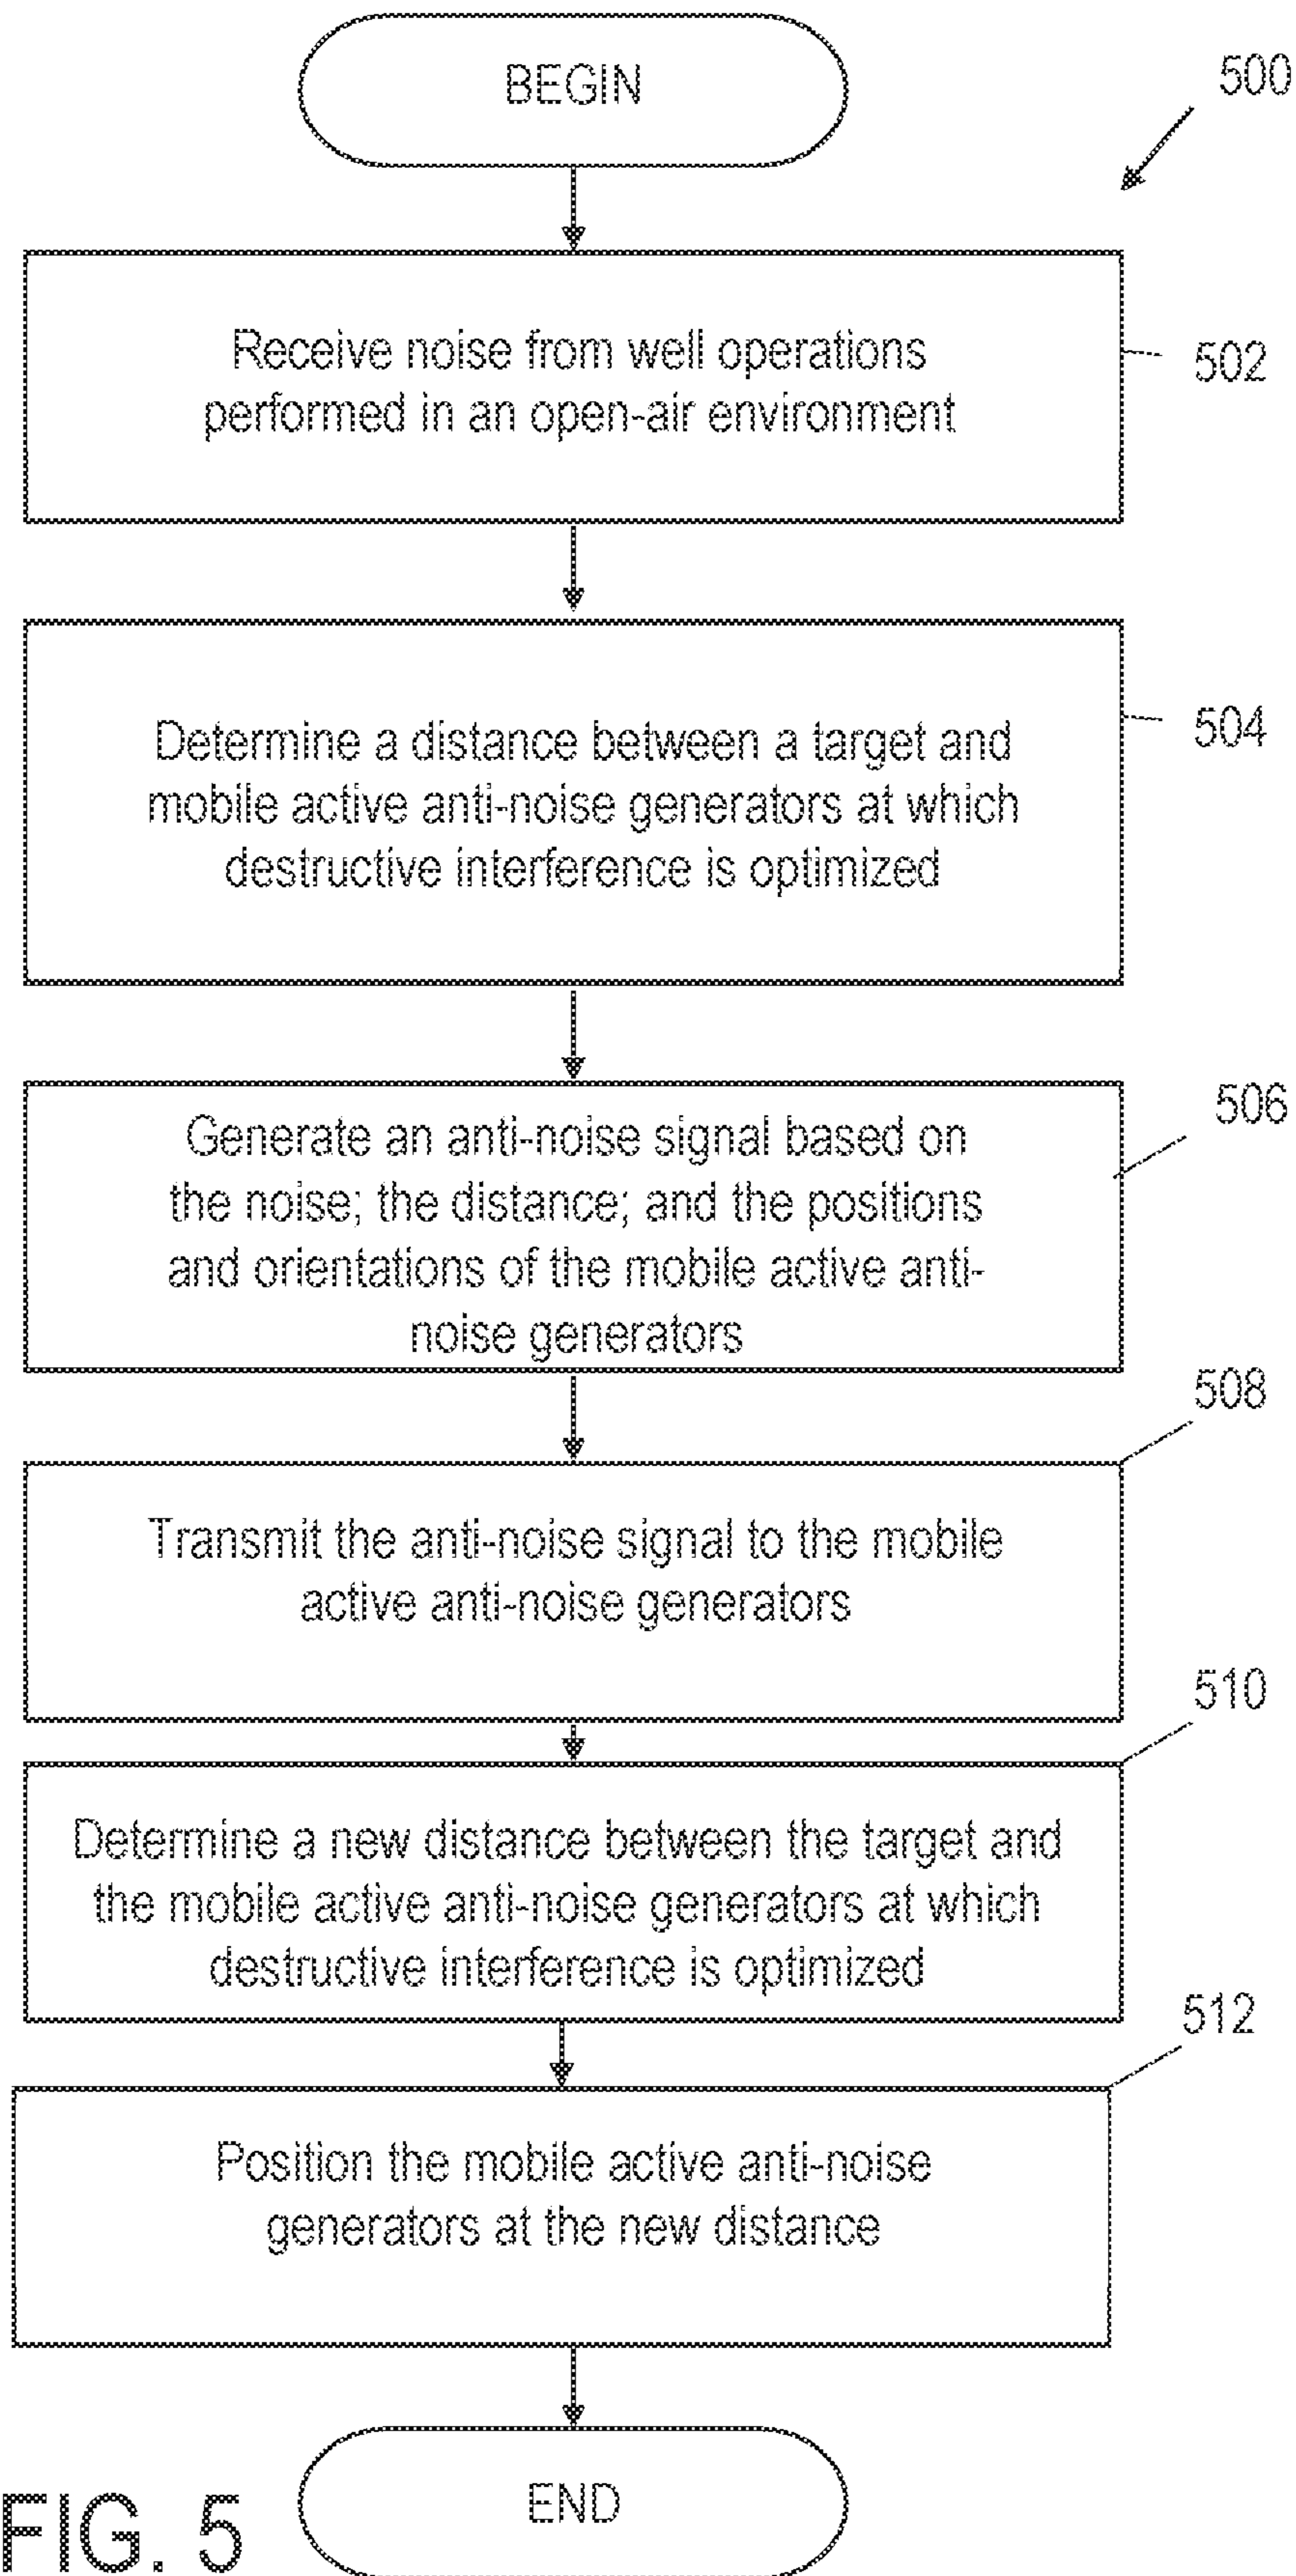 BEGIN
500
Receive noise from well operations
performed in an open-air environment
502
Determine a distance between a target and
mobile active anti-noise generators at which
destructive interference is optimized
504
Generate an anti-noise signal based on
the noise; the distance; and the positions
and orientations of the mobile active anti-
noise generators
506
Transmit the anti-noise signal to the mobile
active anti-noise generators
508
Determine a new distance between the target and
the mobile active anti-noise generators at which
destructive interference is optimized
510
Position the mobile active anti-noise
generators at the new distance
512
END
FIG. 5